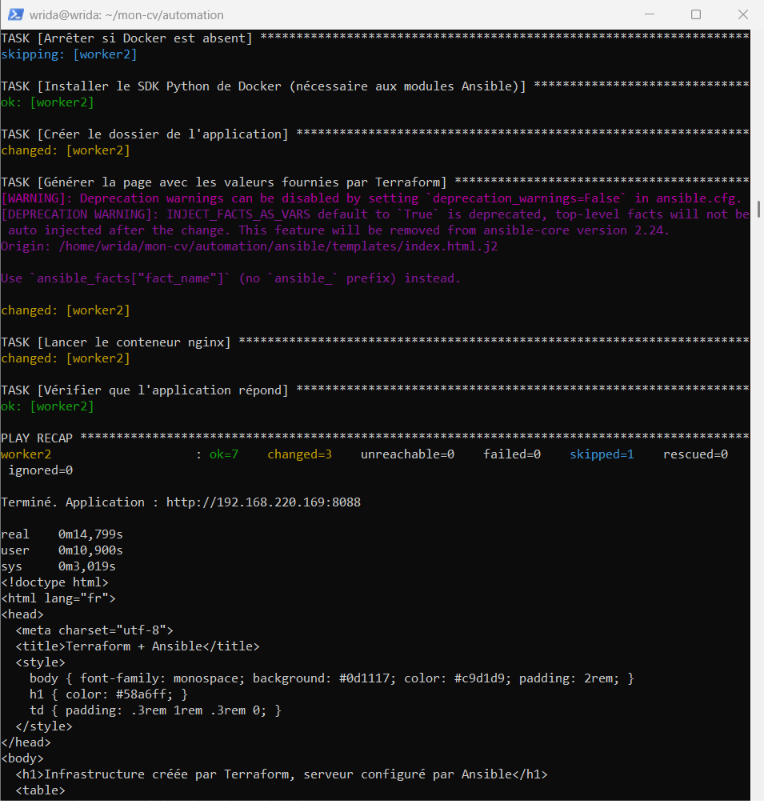 wrida@wrida: ~/mon-cv/automation
TASK [Arrêter si Docker est absent] *************************************************************
skipping: [worker2]
TASK [Installer le SDK Python de Docker (nécessaire aux modules Ansible)] ***************************
ok: [worker2]
TASK [Créer le dossier de l'application] ********************************************************
changed: [worker2]
TASK [Générer la page avec les valeurs fournies par Terraform] *************************************
[WARNING]: Deprecation warnings can be disabled by setting `deprecation_warnings=False` in ansible.cfg.
[DEPRECATION WARNING]: INJECT_FACTS_AS_VARS default to `True` is deprecated, top-level facts will not be
auto injected after the change. This feature will be removed from ansible-core version 2.24.
Origin: /home/wrida/mon-cv/automation/ansible/templates/index.html.j2
Use `ansible_facts["fact_name"]` (no `ansible_` prefix) instead.
changed: [worker2]
TASK [Lancer le conteneur nginx] ****************************************************************
changed: [worker2]
TASK [Vérifier que l'application répond] ********************************************************
ok: [worker2]
PLAY RECAP **************************************************************************************
worker2 : ok=7 changed=3 unreachable=0 failed=0 skipped=1 rescued=0
ignored=0
Terminé. Application : http://192.168.220.169:8088
real 0m14,799s
user 0m10,900s
sys 0m3,019s
<!doctype html>
<html lang="fr">
<head>
<meta charset="utf-8">
<title>Terraform + Ansible</title>
<style>
body { font-family: monospace; background: #0d1117; color: #c9d1d9; padding: 2rem; }
h1 { color: #58a6ff; }
td { padding: .3rem 1rem .3rem 0; }
</style>
</head>
<body>
<h1>Infrastructure créée par Terraform, serveur configuré par Ansible</h1>
<table>